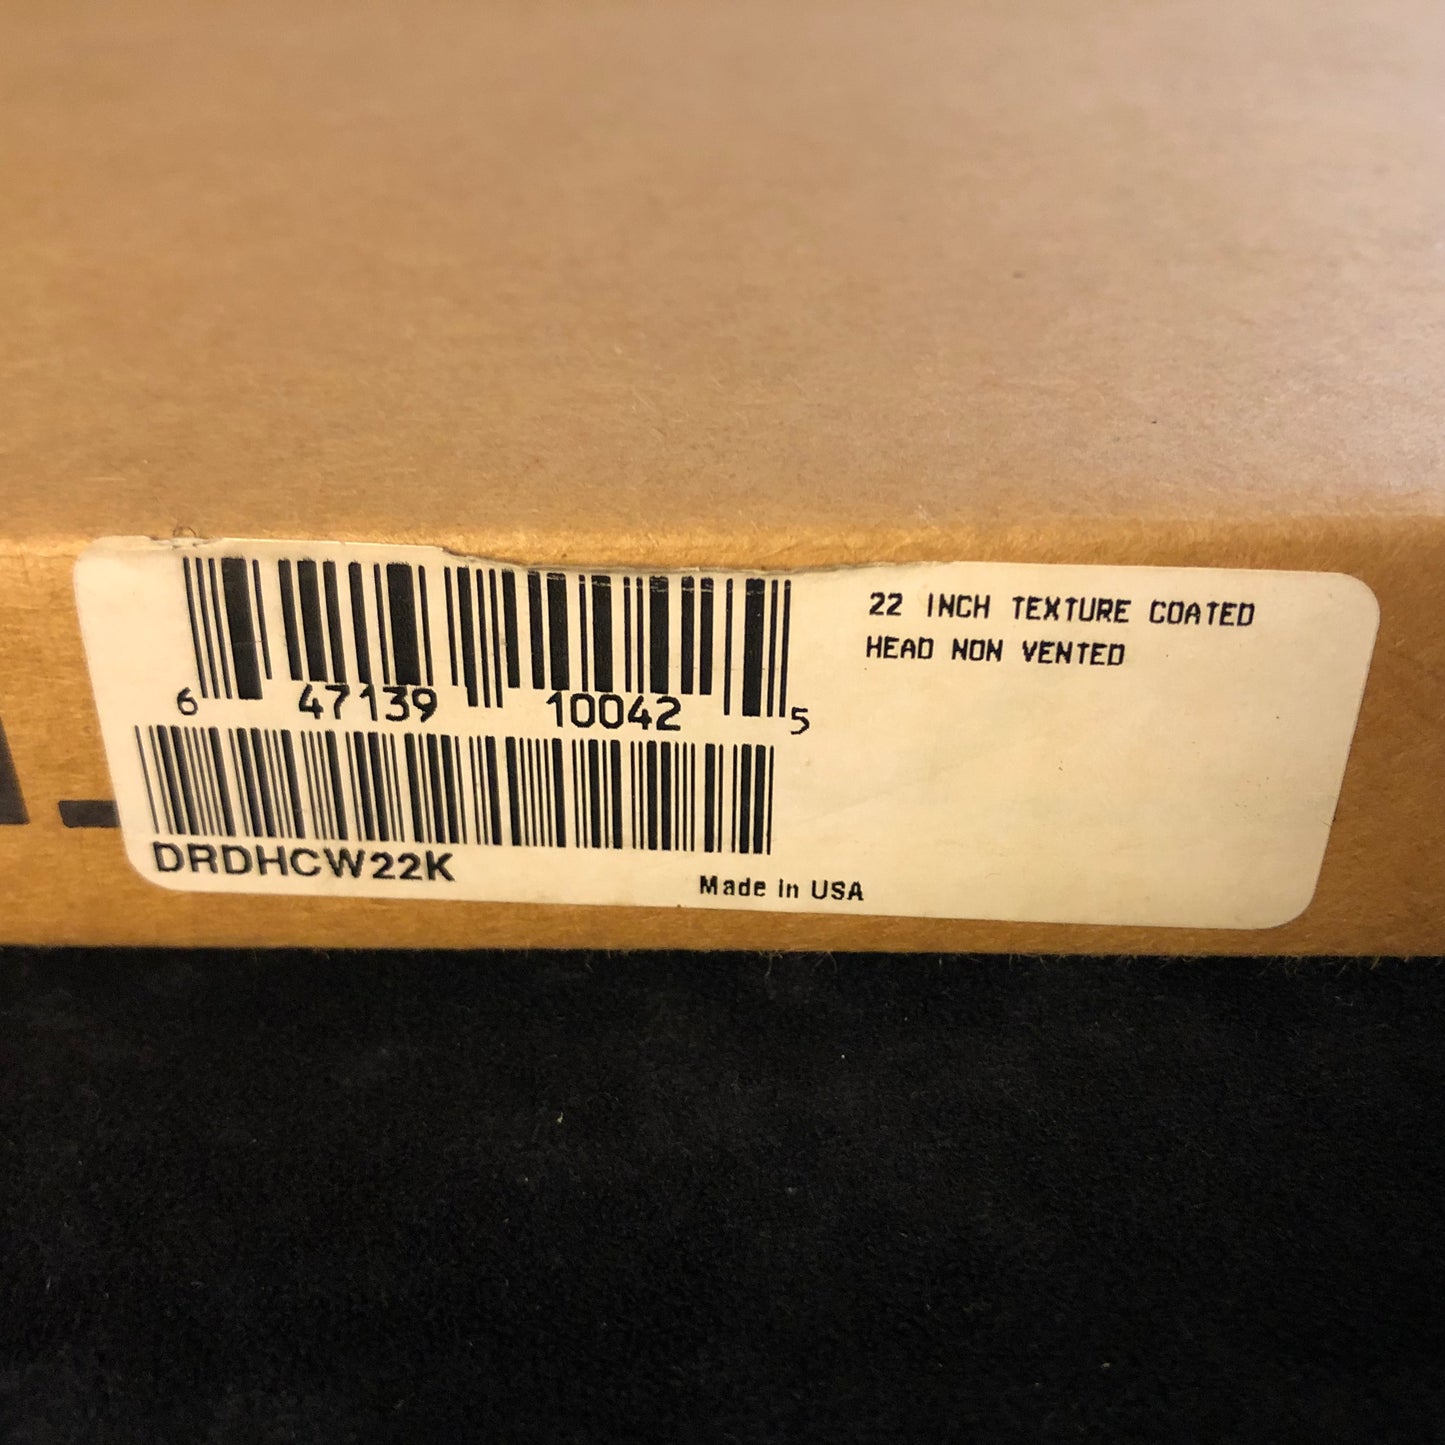 22 INCH TEXTURE COATED
HEAD NON VENTED
6 47139 10042 5
DRDHCW22K
Made in USA